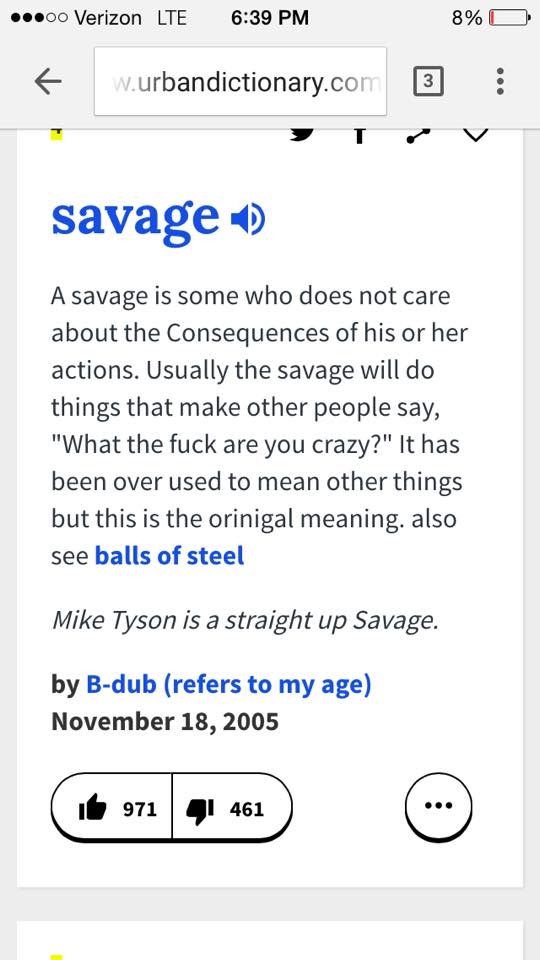 Verizon LTE 6:39 PM 8%
w.urbandictionary.com 3
savage
A savage is some who does not care
about the Consequences of his or her
actions. Usually the savage will do
things that make other people say,
"What the fuck are you crazy?" It has
been over used to mean other things
but this is the orinigal meaning. also
see balls of steel
Mike Tyson is a straight up Savage.
by B-dub (refers to my age)
November 18, 2005
971 461